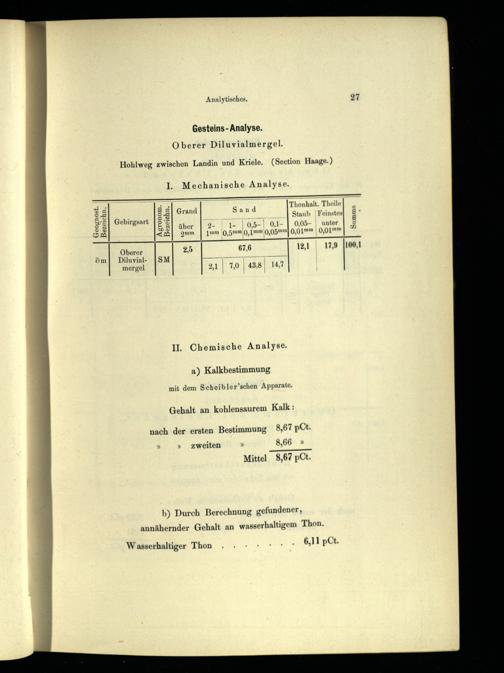 Analytisches. 27
Gesteins-Analyse.
Oberer Diluvialmergel.
Hohlweg zwischen Landin und Kriele. (Section Haage.)
I. Mechanische Analyse.
Geognost. Bezeichn. Gebirgsart Agronom. Bezeichn. Grand über 2mm Sand 2-1mm 1-0,5mm 0,5-0,1mm 0,1-0,05mm Thonhalt. Theile Staub 0,05-0,01mm Feinstes unter 0,01mm Summa
∂m Oberer Diluvial-mergel SM 2,5 67,6 12,1 17,9 100,1
2,1 7,0 43,8 14,7
II. Chemische Analyse.
a) Kalkbestimmung
mit dem Scheibler'schen Apparate.
Gehalt an kohlensaurem Kalk:
nach der ersten Bestimmung 8,67 pCt.
» » zweiten » 8,66 »
Mittel 8,67 pCt.
b) Durch Berechnung gefundener,
annähernder Gehalt an wasserhaltigem Thon.
Wasserhaltiger Thon . . . . . . . 6,11 pCt.